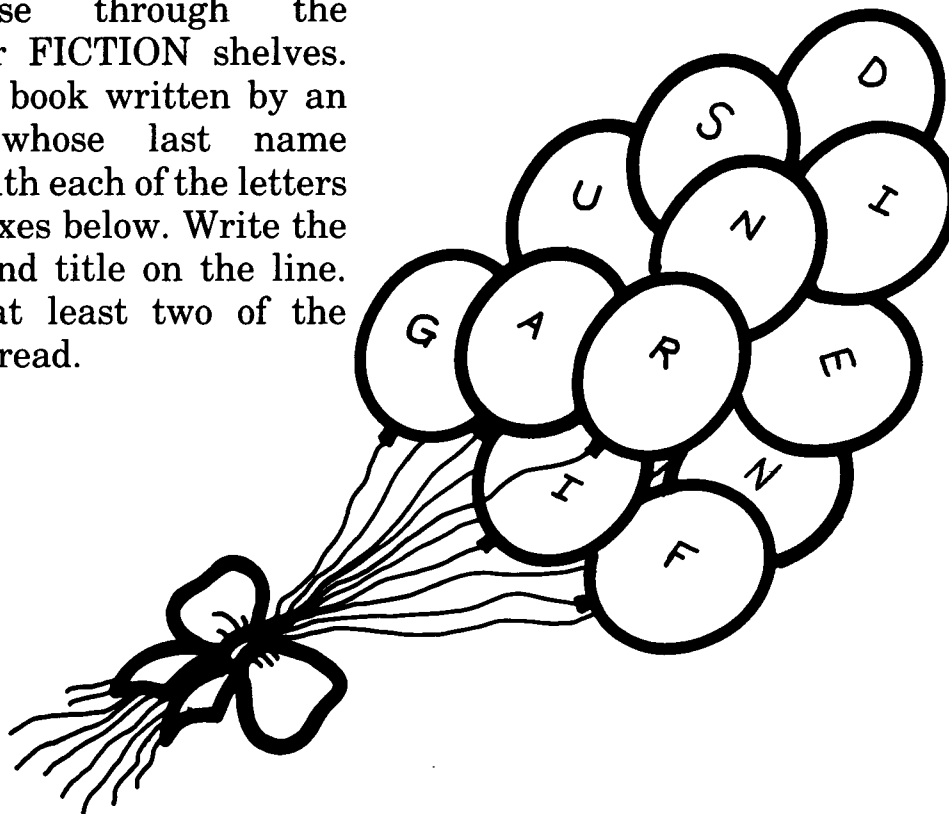 se through the
r FICTION shelves.
book written by an
whose last name
th each of the letters
xes below. Write the
nd title on the line.
at least two of the
read.
D
S
U
N
I
G
A
R
E
I
N
F